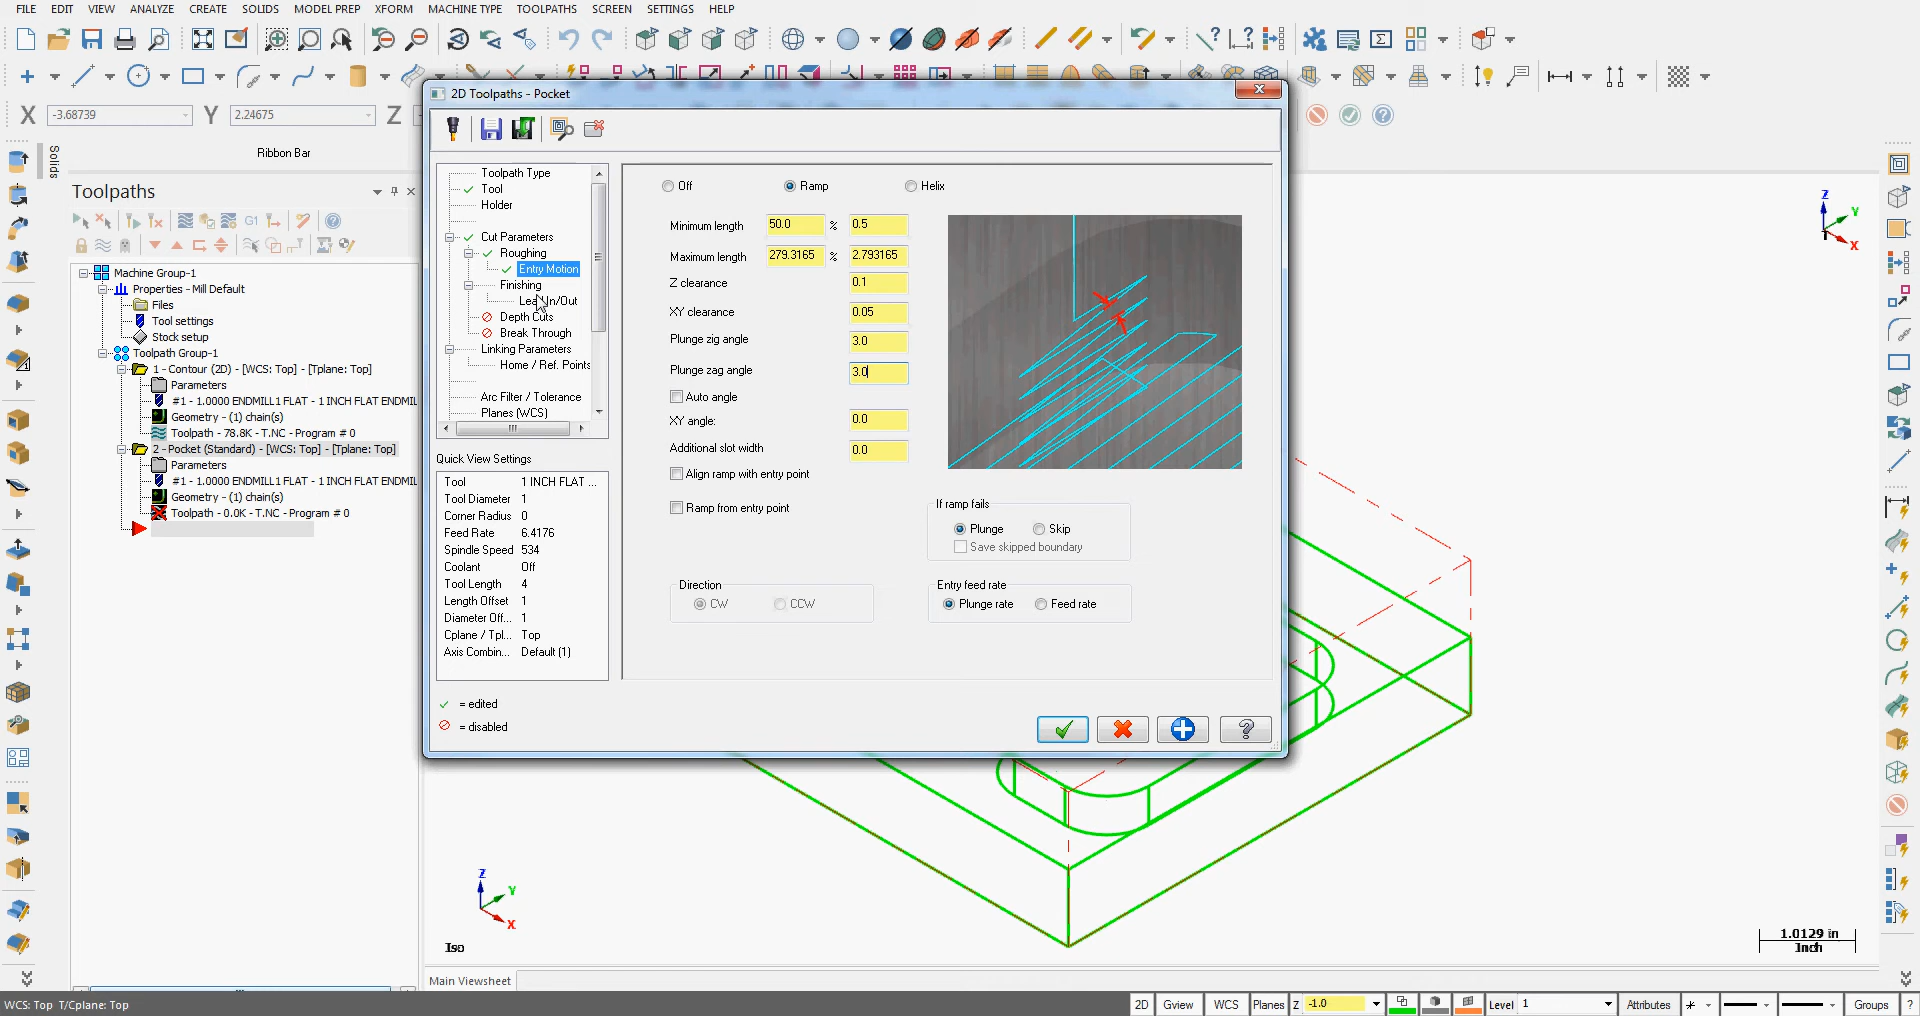 FILE EDIT VIEW ANALYZE CREATE SOLIDS MODEL PREP XFORM MACHINE TYPE TOOLPATHS SCREEN SETTINGS HELP
X -3.68739 Y 2.24675 Z
2D Toolpaths - Pocket
Ribbon Bar
Solids
Toolpaths
Machine Group-1
Properties - Mill Default
Files
Tool settings
Stock setup
Toolpath Group-1
1 - Contour (2D) - [WCS: Top] - [Tplane: Top]
Parameters
#1 - 1.0000 ENDMILL1 FLAT - 1 INCH FLAT ENDMIL
Geometry - (1) chain(s)
Toolpath - 78.8K - T.NC - Program # 0
2 - Pocket (Standard) - [WCS: Top] - [Tplane: Top]
Parameters
#1 - 1.0000 ENDMILL1 FLAT - 1 INCH FLAT ENDMIL
Geometry - (1) chain(s)
Toolpath - 0.0K - T.NC - Program # 0
Toolpath Type
Tool
Holder
Cut Parameters
Roughing
Entry Motion
Finishing
Lead In/Out
Depth Cuts
Break Through
Linking Parameters
Home / Ref. Points
Arc Filter / Tolerance
Planes (WCS)
Quick View Settings
Tool 1 INCH FLAT ...
Tool Diameter 1
Corner Radius 0
Feed Rate 6.4176
Spindle Speed 534
Coolant Off
Tool Length 4
Length Offset 1
Diameter Off... 1
Cplane / Tpl... Top
Axis Combin... Default (1)
= edited
= disabled
Off Ramp Helix
Minimum length 50.0 % 0.5
Maximum length 279.3165 % 2.793165
Z clearance 0.1
XY clearance 0.05
Plunge zig angle 3.0
Plunge zag angle 3.0
Auto angle
XY angle: 0.0
Additional slot width 0.0
Align ramp with entry point
Ramp from entry point
If ramp fails
Plunge Skip
Save skipped boundary
Direction
CW CCW
Entry feed rate
Plunge rate Feed rate
Z
Y
X
Z
Y
X
Iso
1.0129 in
Inch
Main Viewsheet
WCS: Top T/Cplane: Top
2D Gview WCS Planes Z -1.0 Level 1 Attributes Groups ?